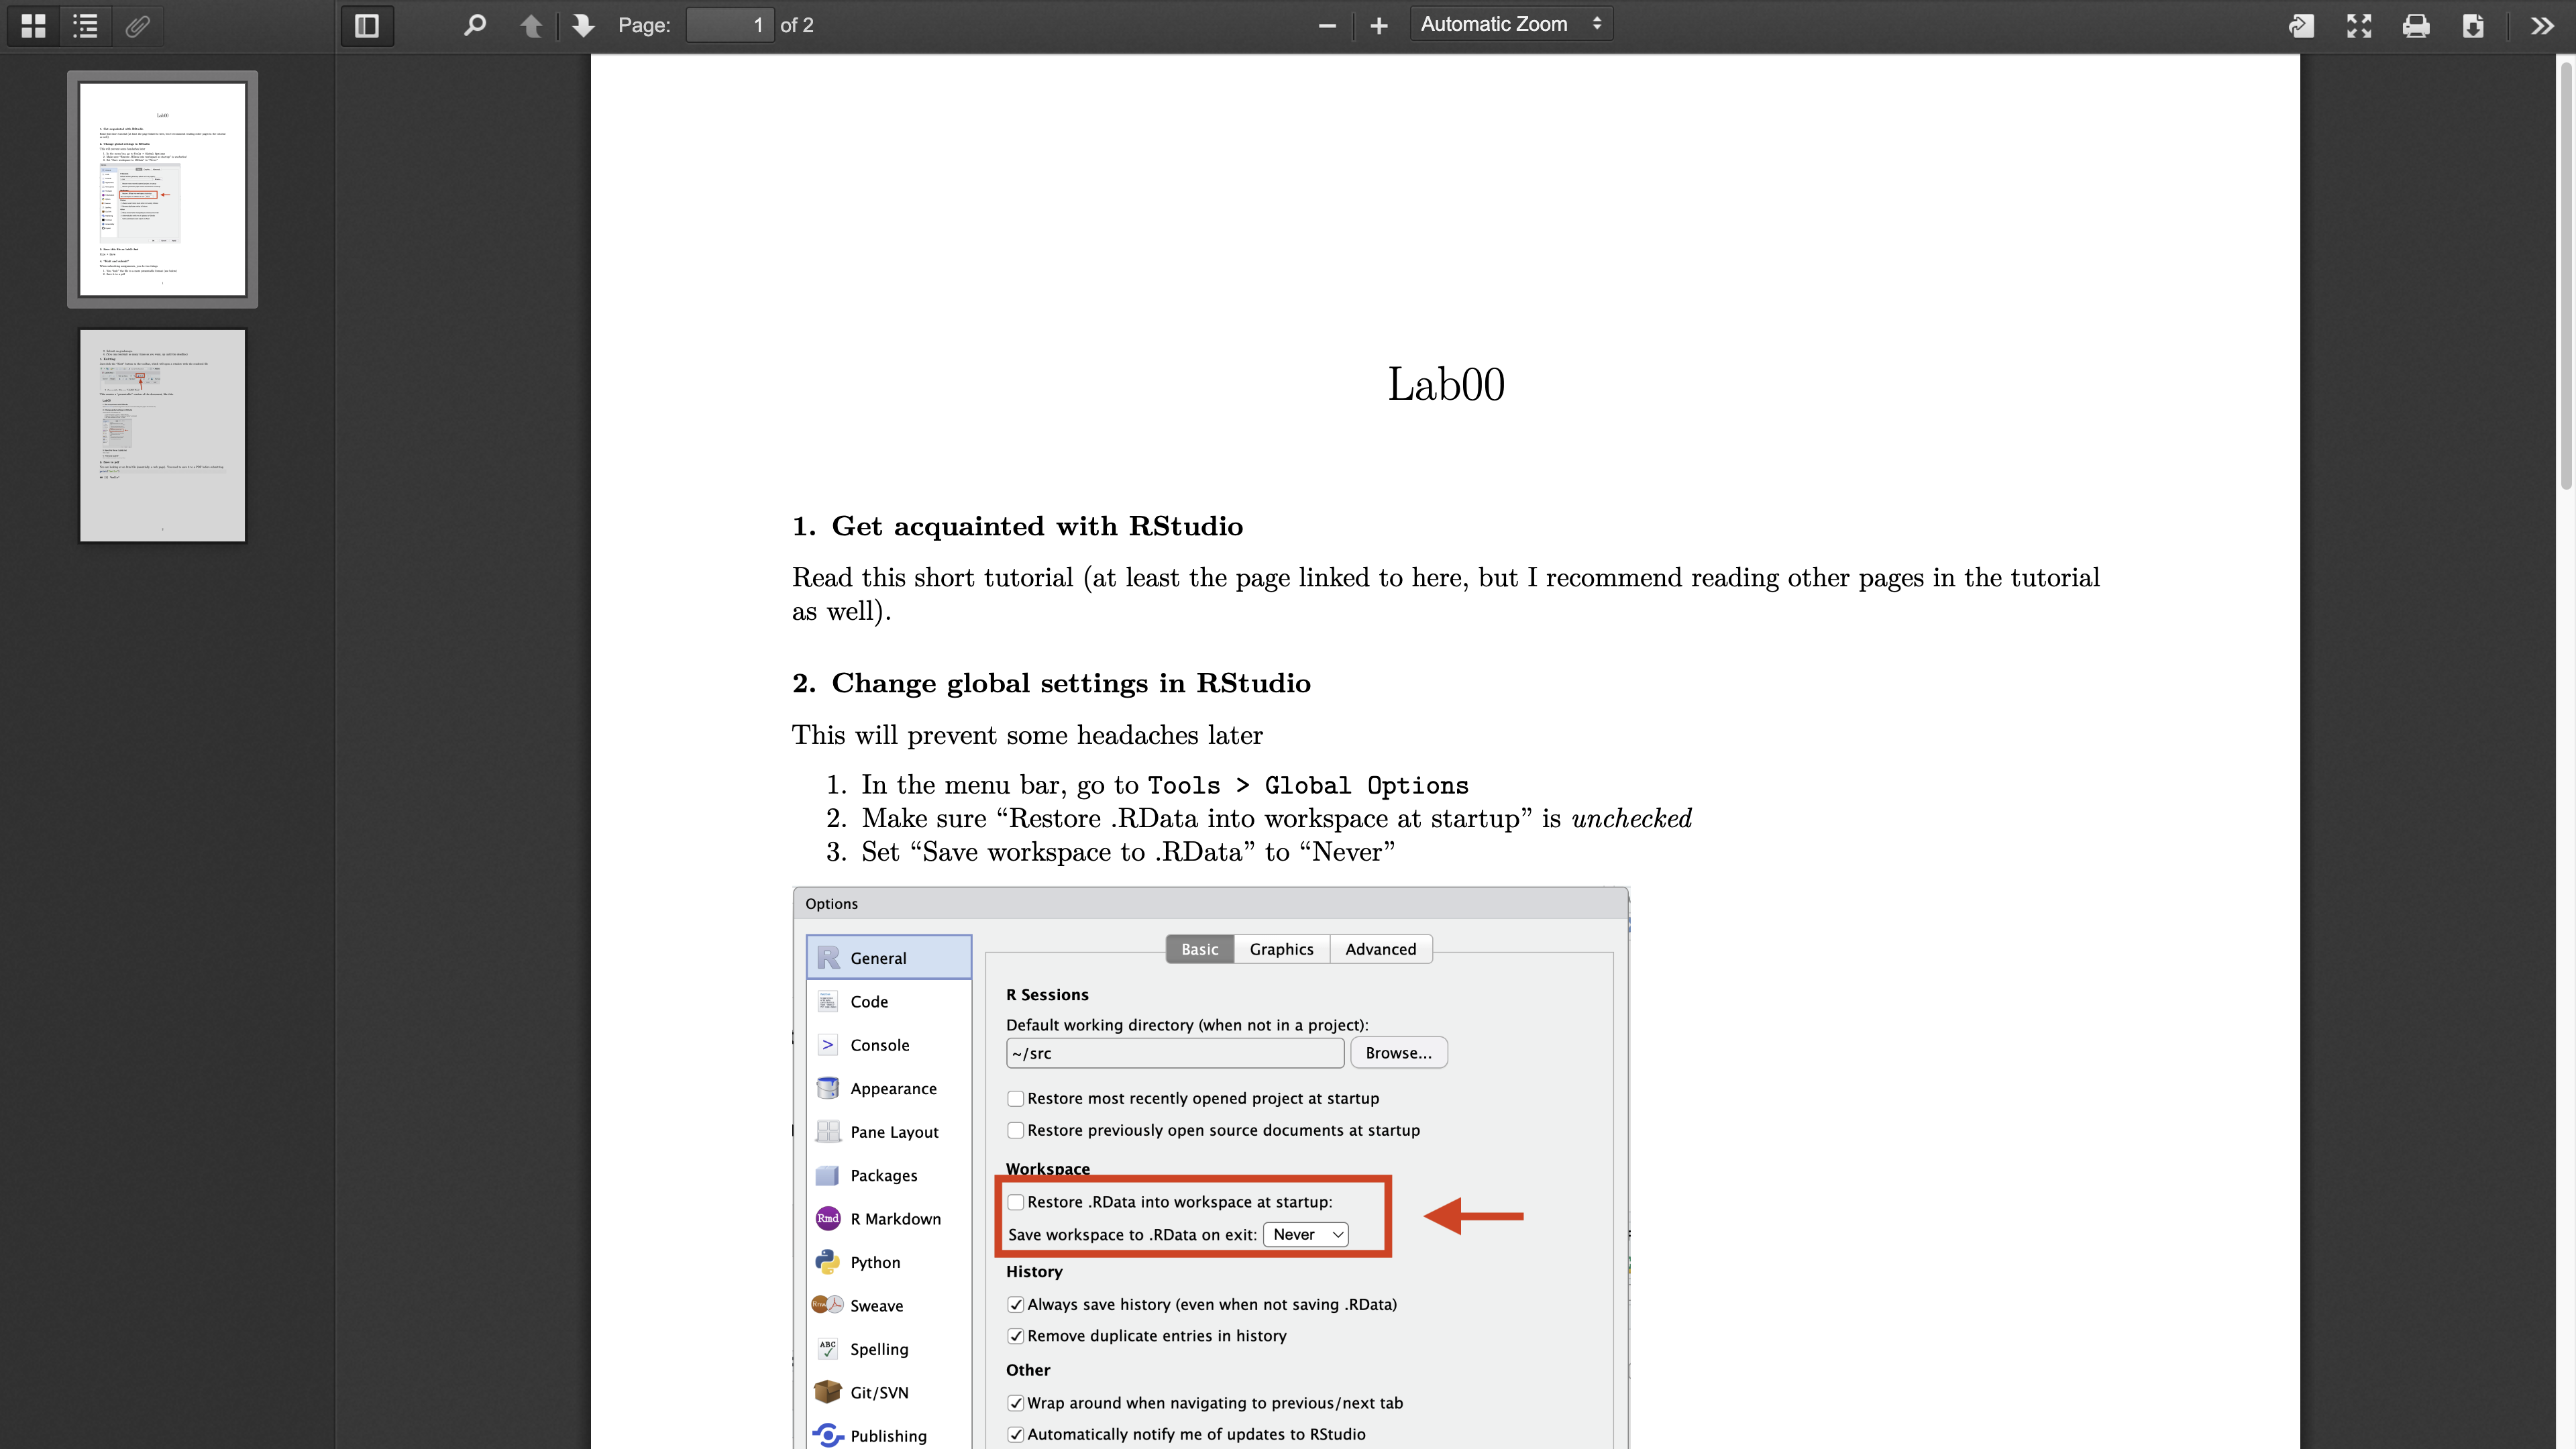 Page: 1 of 2
Automatic Zoom
Lab00
1. Get acquainted with RStudio
Read this short tutorial (at least the page linked to here, but I recommend reading other pages in the tutorial
as well).
2. Change global settings in RStudio
This will prevent some headaches later
1. In the menu bar, go to Tools > Global Options
2. Make sure “Restore .RData into workspace at startup” is unchecked
3. Set “Save workspace to .RData” to “Never”
Options
General
Code
Console
Appearance
Pane Layout
Packages
Rmd R Markdown
Python
Sweave
ABC Spelling
Git/SVN
Publishing
Basic Graphics Advanced
R Sessions
Default working directory (when not in a project):
~/src Browse...
Restore most recently opened project at startup
Restore previously open source documents at startup
Workspace
Restore .RData into workspace at startup:
Save workspace to .RData on exit: Never
History
Always save history (even when not saving .RData)
Remove duplicate entries in history
Other
Wrap around when navigating to previous/next tab
Automatically notify me of updates to RStudio